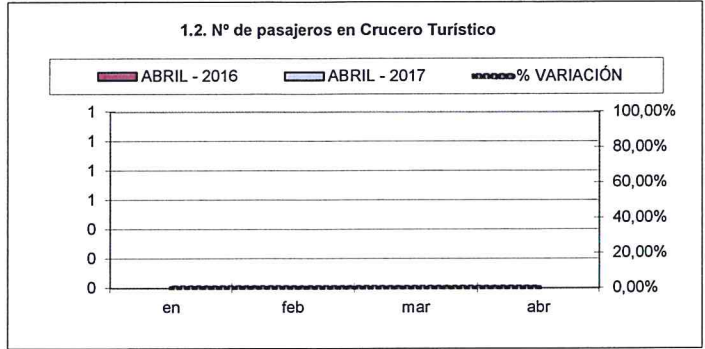 1.2. Nº de pasajeros en Crucero Turístico
ABRIL - 2016 ABRIL - 2017 % VARIACIÓN
1 100,00%
1 80,00%
1 60,00%
1 40,00%
0 20,00%
0 0,00%
0
en feb mar abr